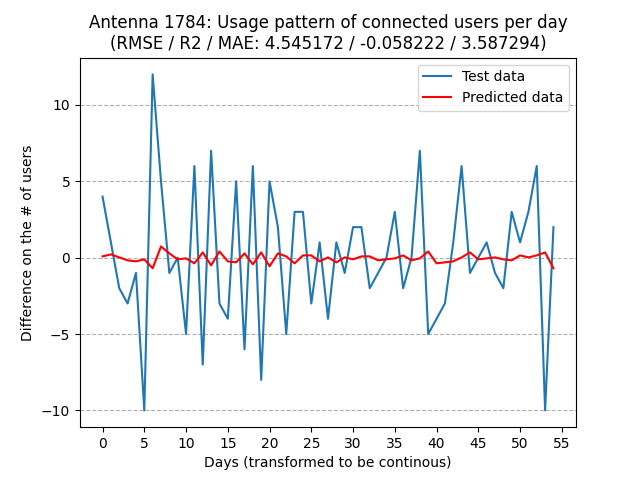 Antenna 1784: Usage pattern of connected users per day
(RMSE / R2 / MAE: 4.545172 / -0.058222 / 3.587294)
Test data
Predicted data
Difference on the # of users
10
5
0
−5
−10
0 5 10 15 20 25 30 35 40 45 50 55
Days (transformed to be continous)